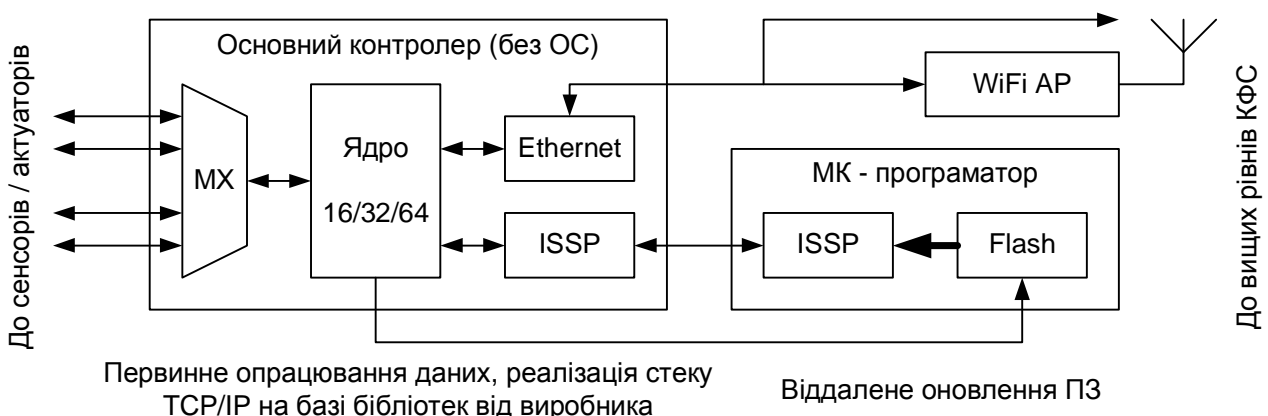 До сенсорів / актуаторів
Основний контролер (без ОС)
MX
Ядро
16/32/64
Ethernet
ISSP
WiFi AP
МК - програматор
ISSP
Flash
До вищих рівнів КФС
Первинне опрацювання даних, реалізація стеку
TCP/IP на базі бібліотек від виробника
Віддалене оновлення ПЗ